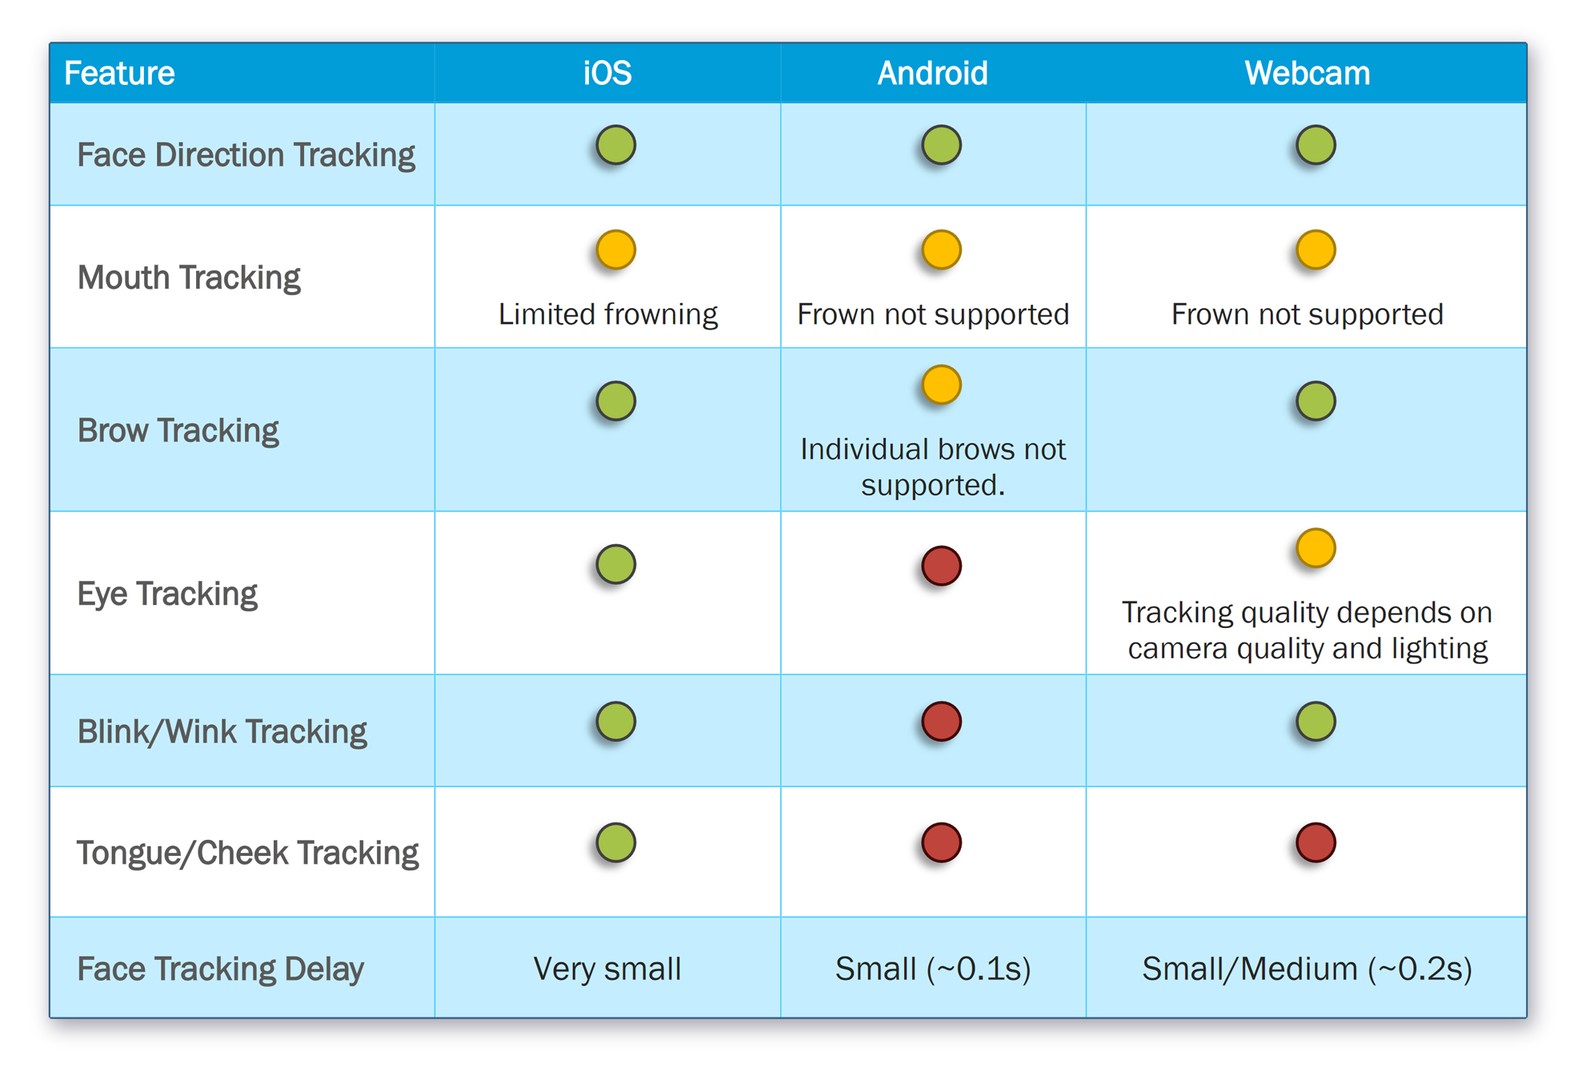 Feature iOS Android Webcam
Face Direction Tracking
Mouth Tracking
Limited frowning
Frown not supported
Frown not supported
Brow Tracking
Individual brows not
supported.
Eye Tracking
Tracking quality depends on
camera quality and lighting
Blink/Wink Tracking
Tongue/Cheek Tracking
Face Tracking Delay Very small Small (~0.1s) Small/Medium (~0.2s)